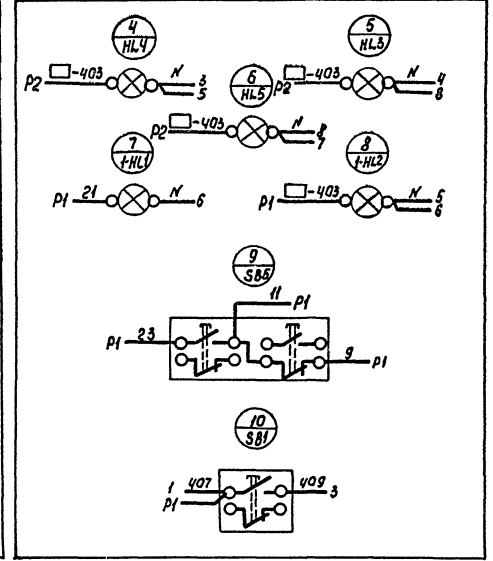 4
HL4
5
HL3
P2 -403 N 3
5
6
HL5
P2 -403 N 4
8
P2 -403 N 8
7
7
1-HL1
8
1-HL2
P1 21 N 6
P1 -403 N 5
6
9
SB5
11 P1
P1 23
9 P1
10
SB1
1 407 409 3
P1